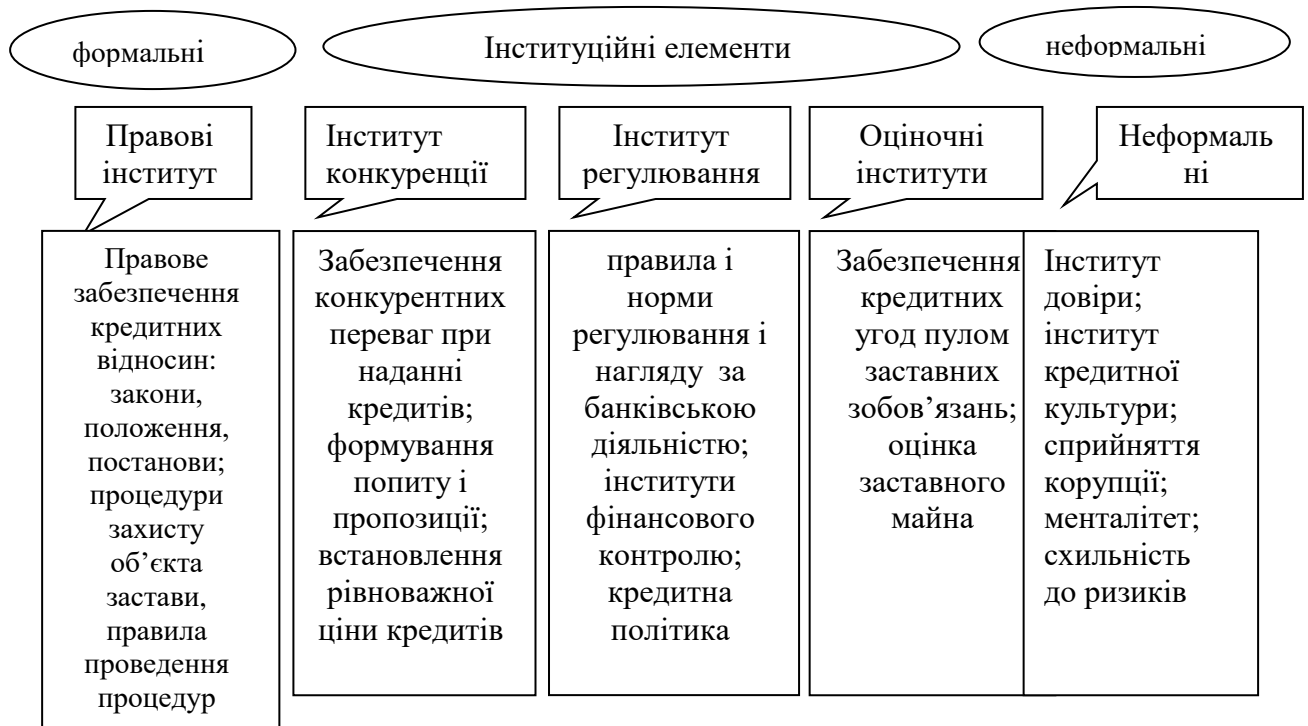 формальні
Інституційні елементи
неформальні
Правові
інститут
Інститут
конкуренції
Інститут
регулювання
Оціночні
інститути
Неформаль
ні
Правове
забезпечення
кредитних
відносин:
закони,
положення,
постанови;
процедури
захисту
об’єкта
застави,
правила
проведення
процедур
Забезпечення
конкурентних
переваг при
наданні
кредитів;
формування
попиту і
пропозиції;
встановлення
рівноважної
ціни кредитів
правила і
норми
регулювання і
нагляду за
банківською
діяльністю;
інститути
фінансового
контролю;
кредитна
політика
Забезпечення
кредитних
угод пулом
заставних
зобов’язань;
оцінка
заставного
майна
Інститут
довіри;
інститут
кредитної
культури;
сприйняття
корупції;
менталітет;
схильність
до ризиків